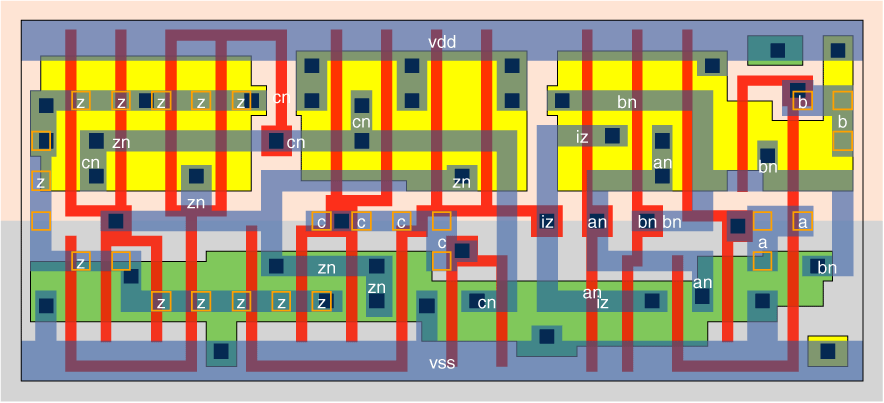 vdd
z z z z z cn bn b
cn b
zn cn iz
cn zn an bn
z zn
c c c iz an bn bn a
c a
z zn bn
an an
z z z z z zn cn iz
vss